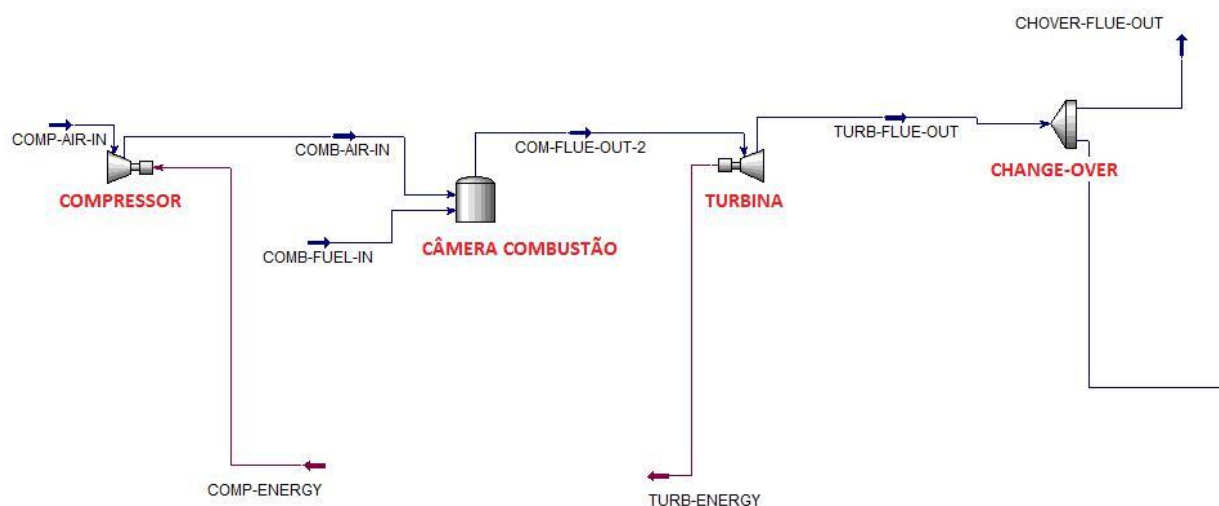 CHOVER-FLUE-OUT
COMP-AIR-IN
COMB-AIR-IN
COM-FLUE-OUT-2
TURB-FLUE-OUT
COMPRESSOR
TURBINA
CHANGE-OVER
COMB-FUEL-IN
CÂMERA COMBUSTÃO
COMP-ENERGY
TURB-ENERGY